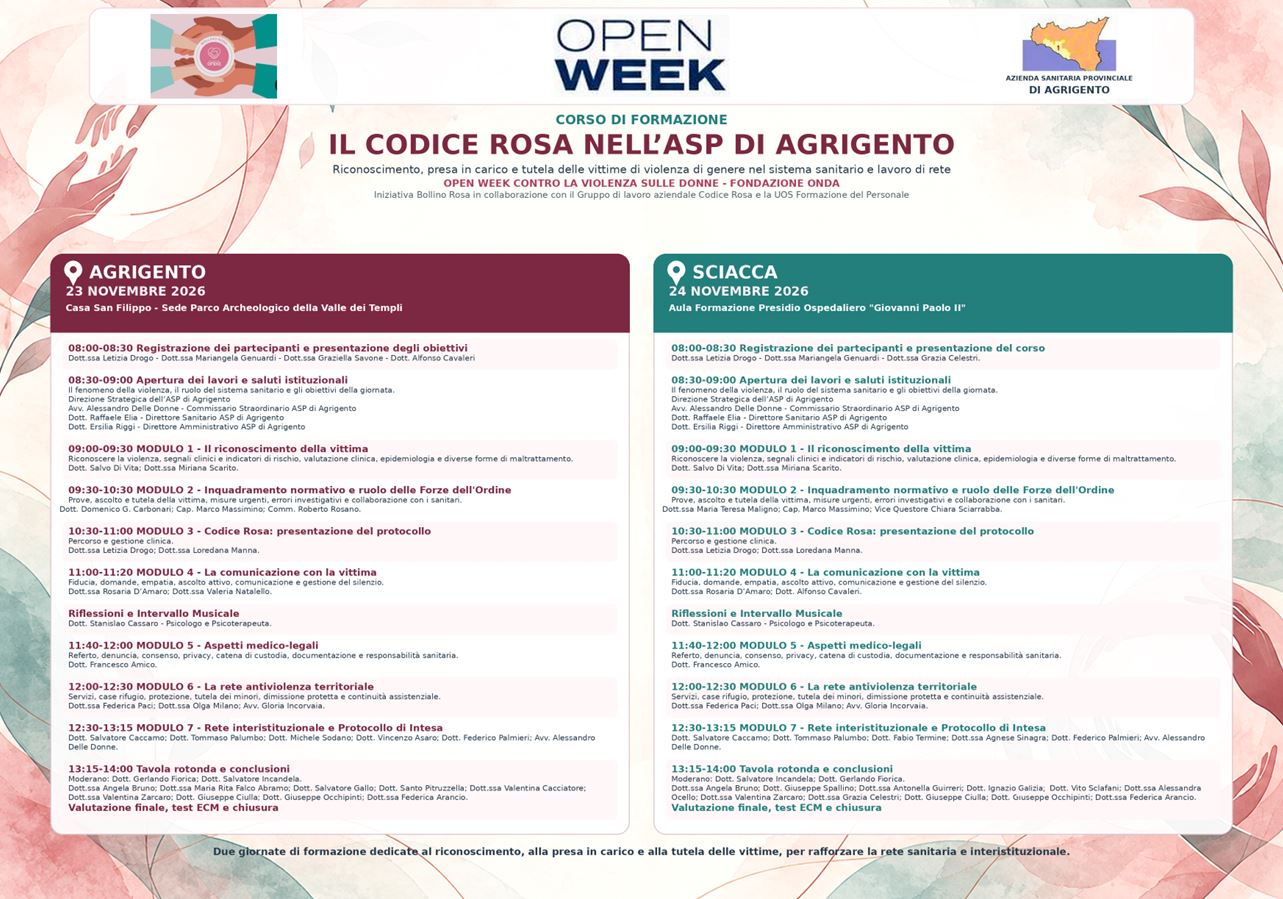 OPEN
WEEK
1
AZIENDA SANITARIA PROVINCIALE
DI AGRIGENTO
CORSO DI FORMAZIONE
IL CODICE ROSA NELL’ASP DI AGRIGENTO
Riconoscimento, presa in carico e tutela delle vittime di violenza di genere nel sistema sanitario e lavoro di rete
OPEN WEEK CONTRO LA VIOLENZA SULLE DONNE - FONDAZIONE ONDA
Iniziativa Bollino Rosa in collaborazione con il Gruppo di lavoro aziendale Codice Rosa e la UOS Formazione del Personale
AGRIGENTO
23 NOVEMBRE 2026
Casa San Filippo - Sede Parco Archeologico della Valle dei Templi
08:00-08:30 Registrazione dei partecipanti e presentazione degli obiettivi
Dott.ssa Letizia Drogo - Dott.ssa Mariangela Genuardi - Dott.ssa Graziella Savone - Dott. Alfonso Cavaleri
08:30-09:00 Apertura dei lavori e saluti istituzionali
Il fenomeno della violenza, il ruolo del sistema sanitario e gli obiettivi della giornata.
Direzione Strategica dell’ASP di Agrigento
Avv. Alessandro Delle Donne - Commissario Straordinario ASP di Agrigento
Dott. Raffaele Elia - Direttore Sanitario ASP di Agrigento
Dott. Ersilia Riggi - Direttore Amministrativo ASP di Agrigento
09:00-09:30 MODULO 1 - Il riconoscimento della vittima
Riconoscere la violenza, segnali clinici e indicatori di rischio, valutazione clinica, epidemiologia e diverse forme di maltrattamento.
Dott. Salvo Di Vita; Dott.ssa Miriana Scarito.
09:30-10:30 MODULO 2 - Inquadramento normativo e ruolo delle Forze dell'Ordine
Prove, ascolto e tutela della vittima, misure urgenti, errori investigativi e collaborazione con i sanitari.
Dott. Domenico G. Carbonari; Cap. Marco Massimino; Comm. Roberto Rosano.
10:30-11:00 MODULO 3 - Codice Rosa: presentazione del protocollo
Percorso e gestione clinica.
Dott.ssa Letizia Drogo; Dott.ssa Loredana Manna.
11:00-11:20 MODULO 4 - La comunicazione con la vittima
Fiducia, domande, empatia, ascolto attivo, comunicazione e gestione del silenzio.
Dott.ssa Rosaria D’Amaro; Dott.ssa Valeria Natalello.
Riflessioni e Intervallo Musicale
Dott. Stanislao Cassaro - Psicologo e Psicoterapeuta.
11:40-12:00 MODULO 5 - Aspetti medico-legali
Referto, denuncia, consenso, privacy, catena di custodia, documentazione e responsabilità sanitaria.
Dott. Francesco Amico.
12:00-12:30 MODULO 6 - La rete antiviolenza territoriale
Servizi, case rifugio, protezione, tutela dei minori, dimissione protetta e continuità assistenziale.
Dott.ssa Federica Paci; Dott.ssa Olga Milano; Avv. Gloria Incorvaia.
12:30-13:15 MODULO 7 - Rete interistituzionale e Protocollo di Intesa
Dott. Salvatore Caccamo; Dott. Tommaso Palumbo; Dott. Michele Sodano; Dott. Vincenzo Asaro; Dott. Federico Palmieri; Avv. Alessandro
Delle Donne.
13:15-14:00 Tavola rotonda e conclusioni
Moderano: Dott. Gerlando Fiorica; Dott. Salvatore Incandela.
Dott.ssa Angela Bruno; Dott.ssa Maria Rita Falco Abramo; Dott. Salvatore Gallo; Dott. Santo Pitruzzella; Dott.ssa Valentina Cacciatore;
Dott.ssa Valentina Zarcaro; Dott. Giuseppe Ciulla; Dott. Giuseppe Occhipinti; Dott.ssa Federica Arancio.
Valutazione finale, test ECM e chiusura
SCIACCA
24 NOVEMBRE 2026
Aula Formazione Presidio Ospedaliero "Giovanni Paolo II"
08:00-08:30 Registrazione dei partecipanti e presentazione del corso
Dott.ssa Letizia Drogo - Dott.ssa Mariangela Genuardi - Dott.ssa Grazia Celestri.
08:30-09:00 Apertura dei lavori e saluti istituzionali
Il fenomeno della violenza, il ruolo del sistema sanitario e gli obiettivi della giornata.
Direzione Strategica dell’ASP di Agrigento
Avv. Alessandro Delle Donne - Commissario Straordinario ASP di Agrigento
Dott. Raffaele Elia - Direttore Sanitario ASP di Agrigento
Dott. Ersilia Riggi - Direttore Amministrativo ASP di Agrigento
09:00-09:30 MODULO 1 - Il riconoscimento della vittima
Riconoscere la violenza, segnali clinici e indicatori di rischio, valutazione clinica, epidemiologia e diverse forme di maltrattamento.
Dott. Salvo Di Vita; Dott.ssa Miriana Scarito.
09:30-10:30 MODULO 2 - Inquadramento normativo e ruolo delle Forze dell'Ordine
Prove, ascolto e tutela della vittima, misure urgenti, errori investigativi e collaborazione con i sanitari.
Dott.ssa Maria Teresa Maligno; Cap. Marco Massimino; Vice Questore Chiara Sciarrabba.
10:30-11:00 MODULO 3 - Codice Rosa: presentazione del protocollo
Percorso e gestione clinica.
Dott.ssa Letizia Drogo; Dott.ssa Loredana Manna.
11:00-11:20 MODULO 4 - La comunicazione con la vittima
Fiducia, domande, empatia, ascolto attivo, comunicazione e gestione del silenzio.
Dott.ssa Rosaria D’Amaro; Dott. Alfonso Cavaleri.
Riflessioni e Intervallo Musicale
Dott. Stanislao Cassaro - Psicologo e Psicoterapeuta.
11:40-12:00 MODULO 5 - Aspetti medico-legali
Referto, denuncia, consenso, privacy, catena di custodia, documentazione e responsabilità sanitaria.
Dott. Francesco Amico.
12:00-12:30 MODULO 6 - La rete antiviolenza territoriale
Servizi, case rifugio, protezione, tutela dei minori, dimissione protetta e continuità assistenziale.
Dott.ssa Federica Paci; Dott.ssa Olga Milano; Avv. Gloria Incorvaia.
12:30-13:15 MODULO 7 - Rete interistituzionale e Protocollo di Intesa
Dott. Salvatore Caccamo; Dott. Tommaso Palumbo; Dott. Fabio Termine; Dott.ssa Agnese Sinagra; Dott. Federico Palmieri; Avv. Alessandro
Delle Donne.
13:15-14:00 Tavola rotonda e conclusioni
Moderano: Dott. Salvatore Incandela; Dott. Gerlando Fiorica.
Dott.ssa Angela Bruno; Dott. Giuseppe Spallino; Dott.ssa Antonella Guirreri; Dott. Ignazio Galizia; Dott. Vito Sclafani; Dott.ssa Alessandra
Ocello; Dott.ssa Valentina Zarcaro; Dott.ssa Grazia Celestri; Dott. Giuseppe Ciulla; Dott. Giuseppe Occhipinti; Dott.ssa Federica Arancio.
Valutazione finale, test ECM e chiusura
Due giornate di formazione dedicate al riconoscimento, alla presa in carico e alla tutela delle vittime, per rafforzare la rete sanitaria e interistituzionale.